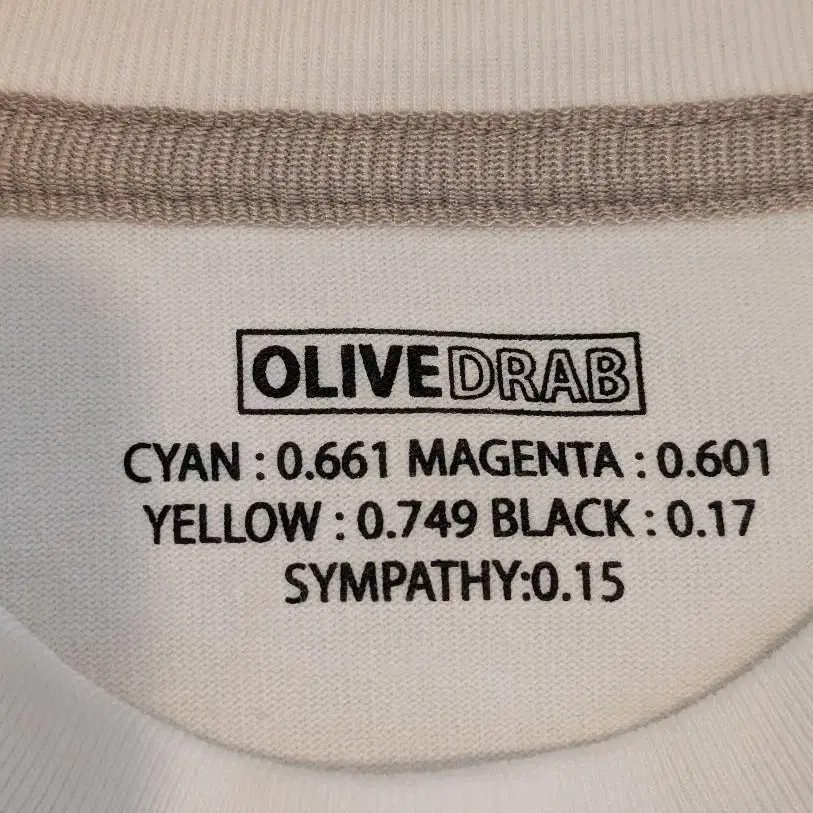 OLIVEDRAB
CYAN : 0.661 MAGENTA : 0.601
YELLOW : 0.749 BLACK : 0.17
SYMPATHY:0.15